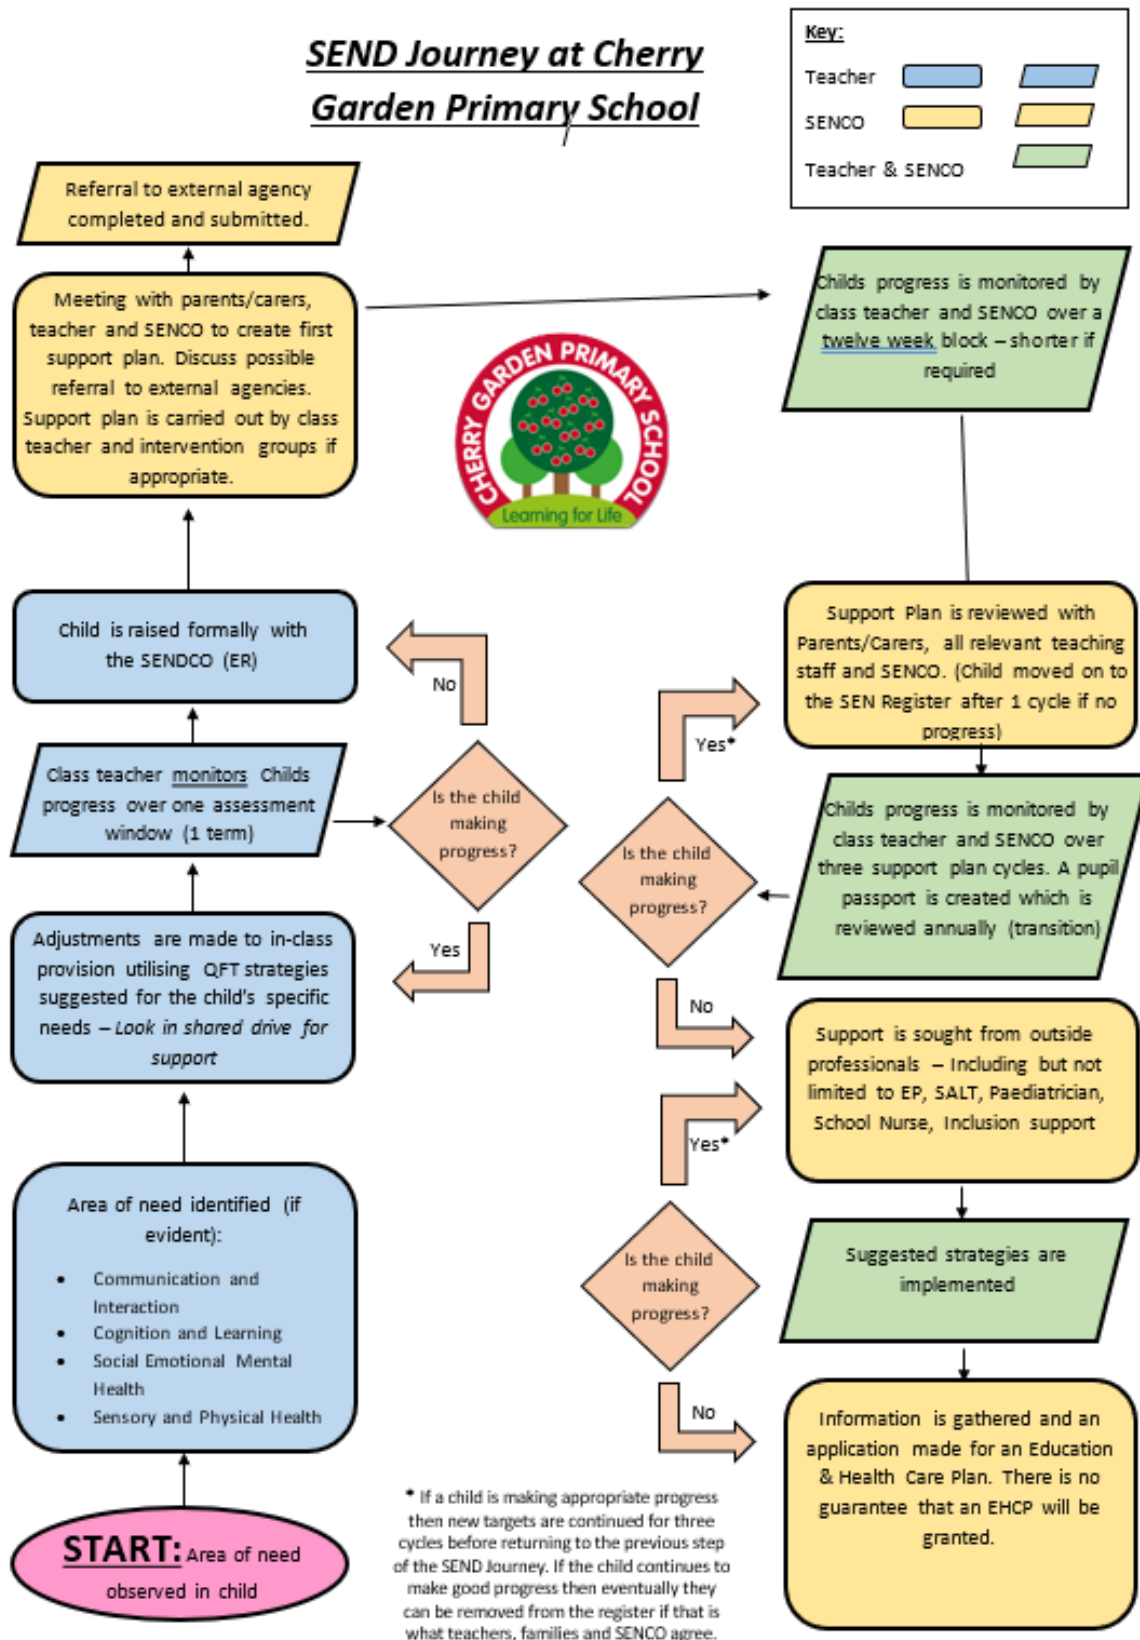 SEND Journey at Cherry
Garden Primary School
Key:
Teacher
SENCO
Teacher & SENCO
Referral to external agency
completed and submitted.
Meeting with parents/carers,
teacher and SENCO to create first
support plan. Discuss possible
referral to external agencies.
Support plan is carried out by class
teacher and intervention groups if
appropriate.
Child is raised formally with
the SENDCO (ER)
Class teacher monitors Childs
progress over one assessment
window (1 term)
Adjustments are made to in-class
provision utilising QFT strategies
suggested for the child's specific
needs – Look in shared drive for
support
Area of need identified (if
evident):
• Communication and
Interaction
• Cognition and Learning
• Social Emotional Mental
Health
• Sensory and Physical Health
START: Area of need
observed in child
CHERRY GARDEN PRIMARY SCHOOL
Learning for Life
No
Is the child
making
progress?
Yes
Childs progress is monitored by
class teacher and SENCO over a
twelve week block – shorter if
required
Support Plan is reviewed with
Parents/Carers, all relevant teaching
staff and SENCO. (Child moved on to
the SEN Register after 1 cycle if no
progress)
Yes*
Childs progress is monitored by
class teacher and SENCO over
three support plan cycles. A pupil
passport is created which is
reviewed annually (transition)
Is the child
making
progress?
No
Support is sought from outside
professionals – Including but not
limited to EP, SALT, Paediatrician,
School Nurse, Inclusion support
Yes*
Suggested strategies are
implemented
Is the child
making
progress?
No
Information is gathered and an
application made for an Education
& Health Care Plan. There is no
guarantee that an EHCP will be
granted.
* If a child is making appropriate progress
then new targets are continued for three
cycles before returning to the previous step
of the SEND Journey. If the child continues to
make good progress then eventually they
can be removed from the register if that is
what teachers, families and SENCO agree.